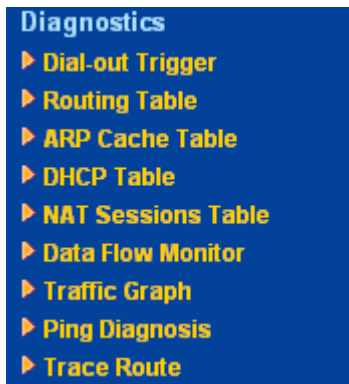 Diagnostics
Dial-out Trigger
Routing Table
ARP Cache Table
DHCP Table
NAT Sessions Table
Data Flow Monitor
Traffic Graph
Ping Diagnosis
Trace Route